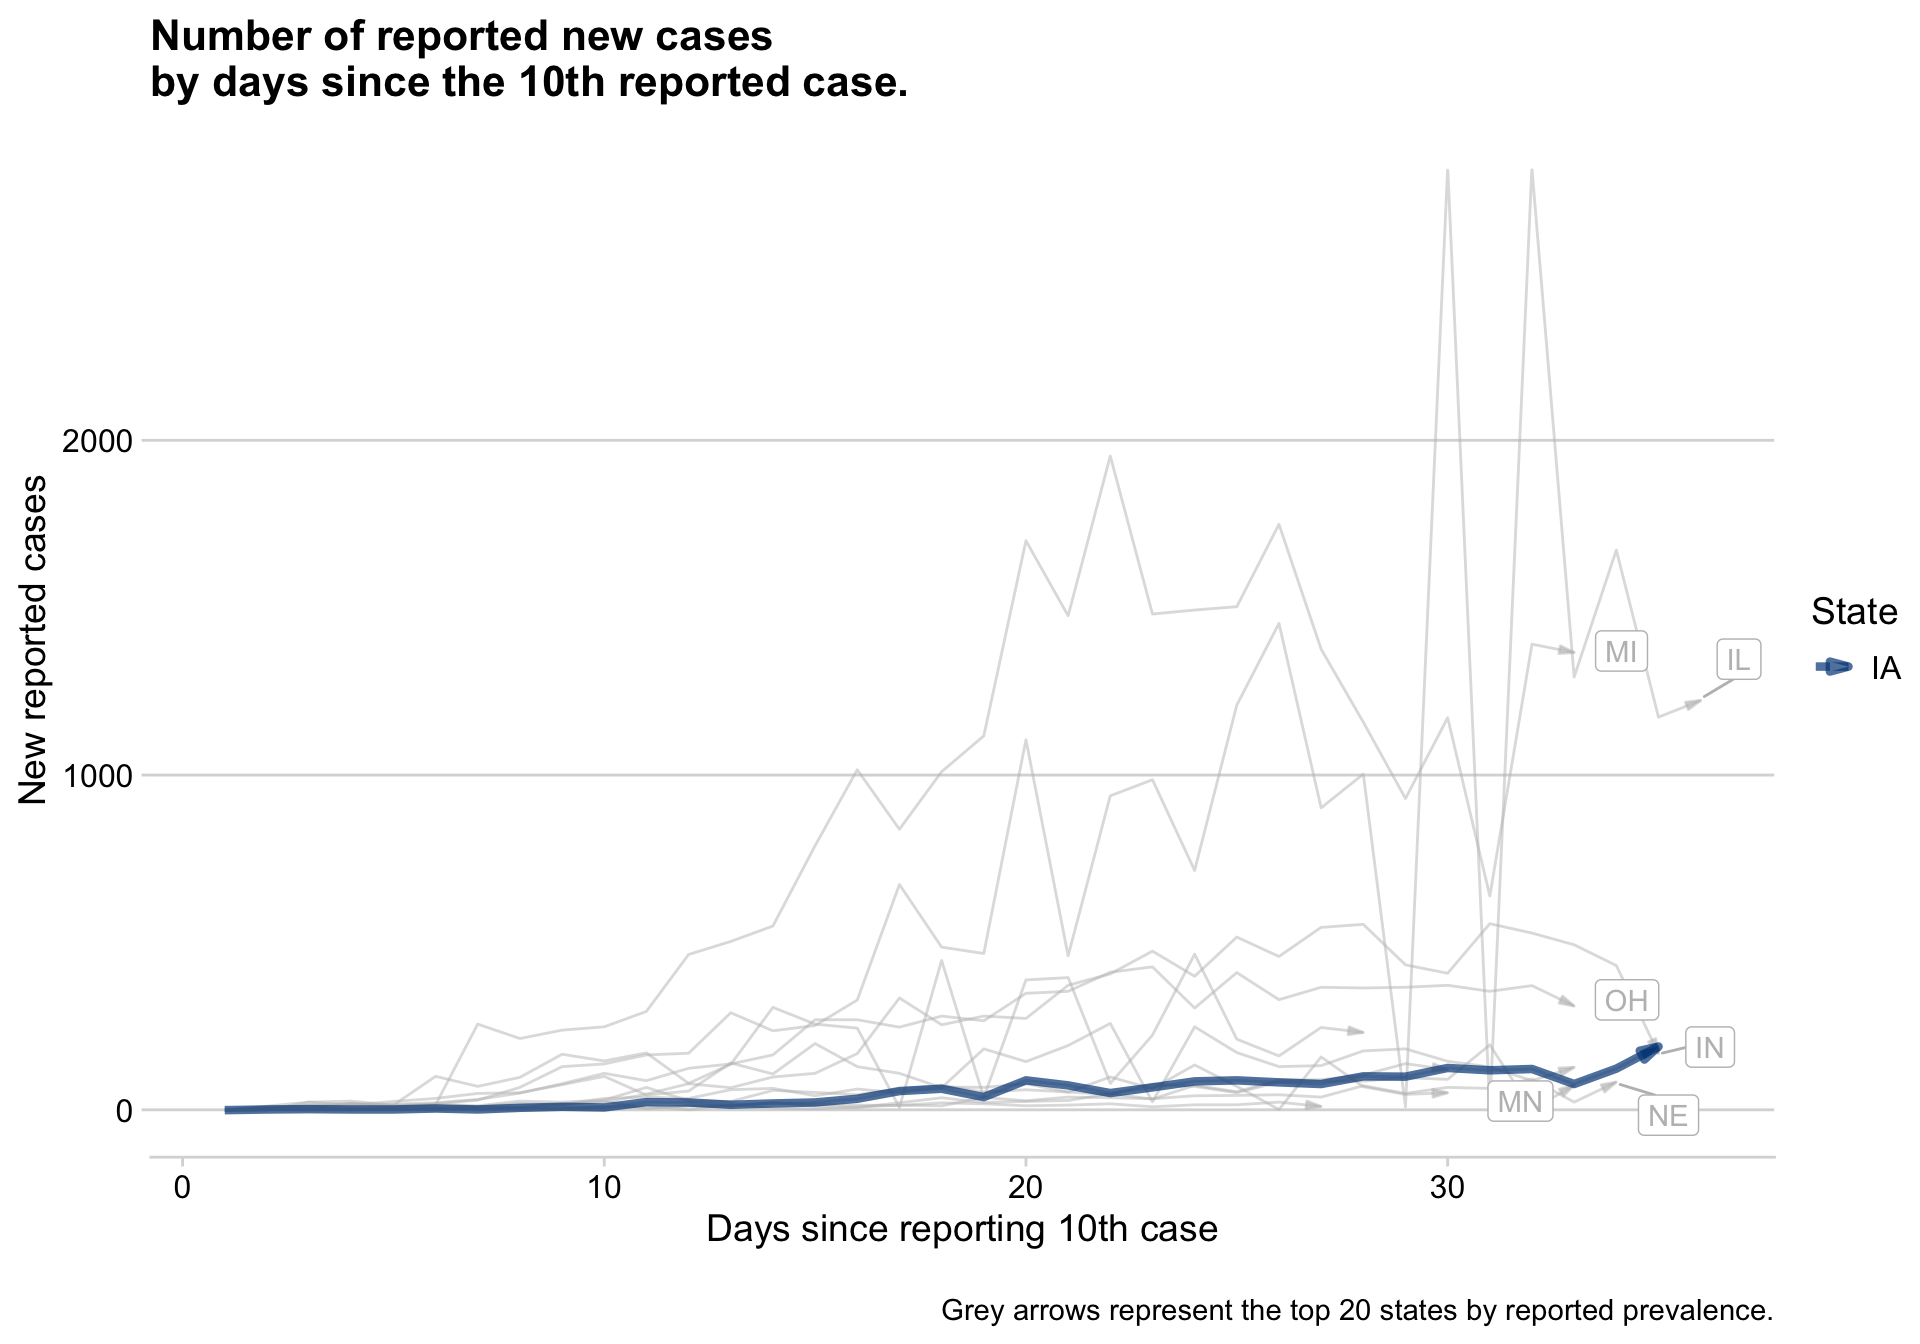 Number of reported new cases
by days since the 10th reported case.
New reported cases
2000
1000
0
MI
IL
OH
IN
MN
NE
State
IA
0
10
20
30
Days since reporting 10th case
Grey arrows represent the top 20 states by reported prevalence.